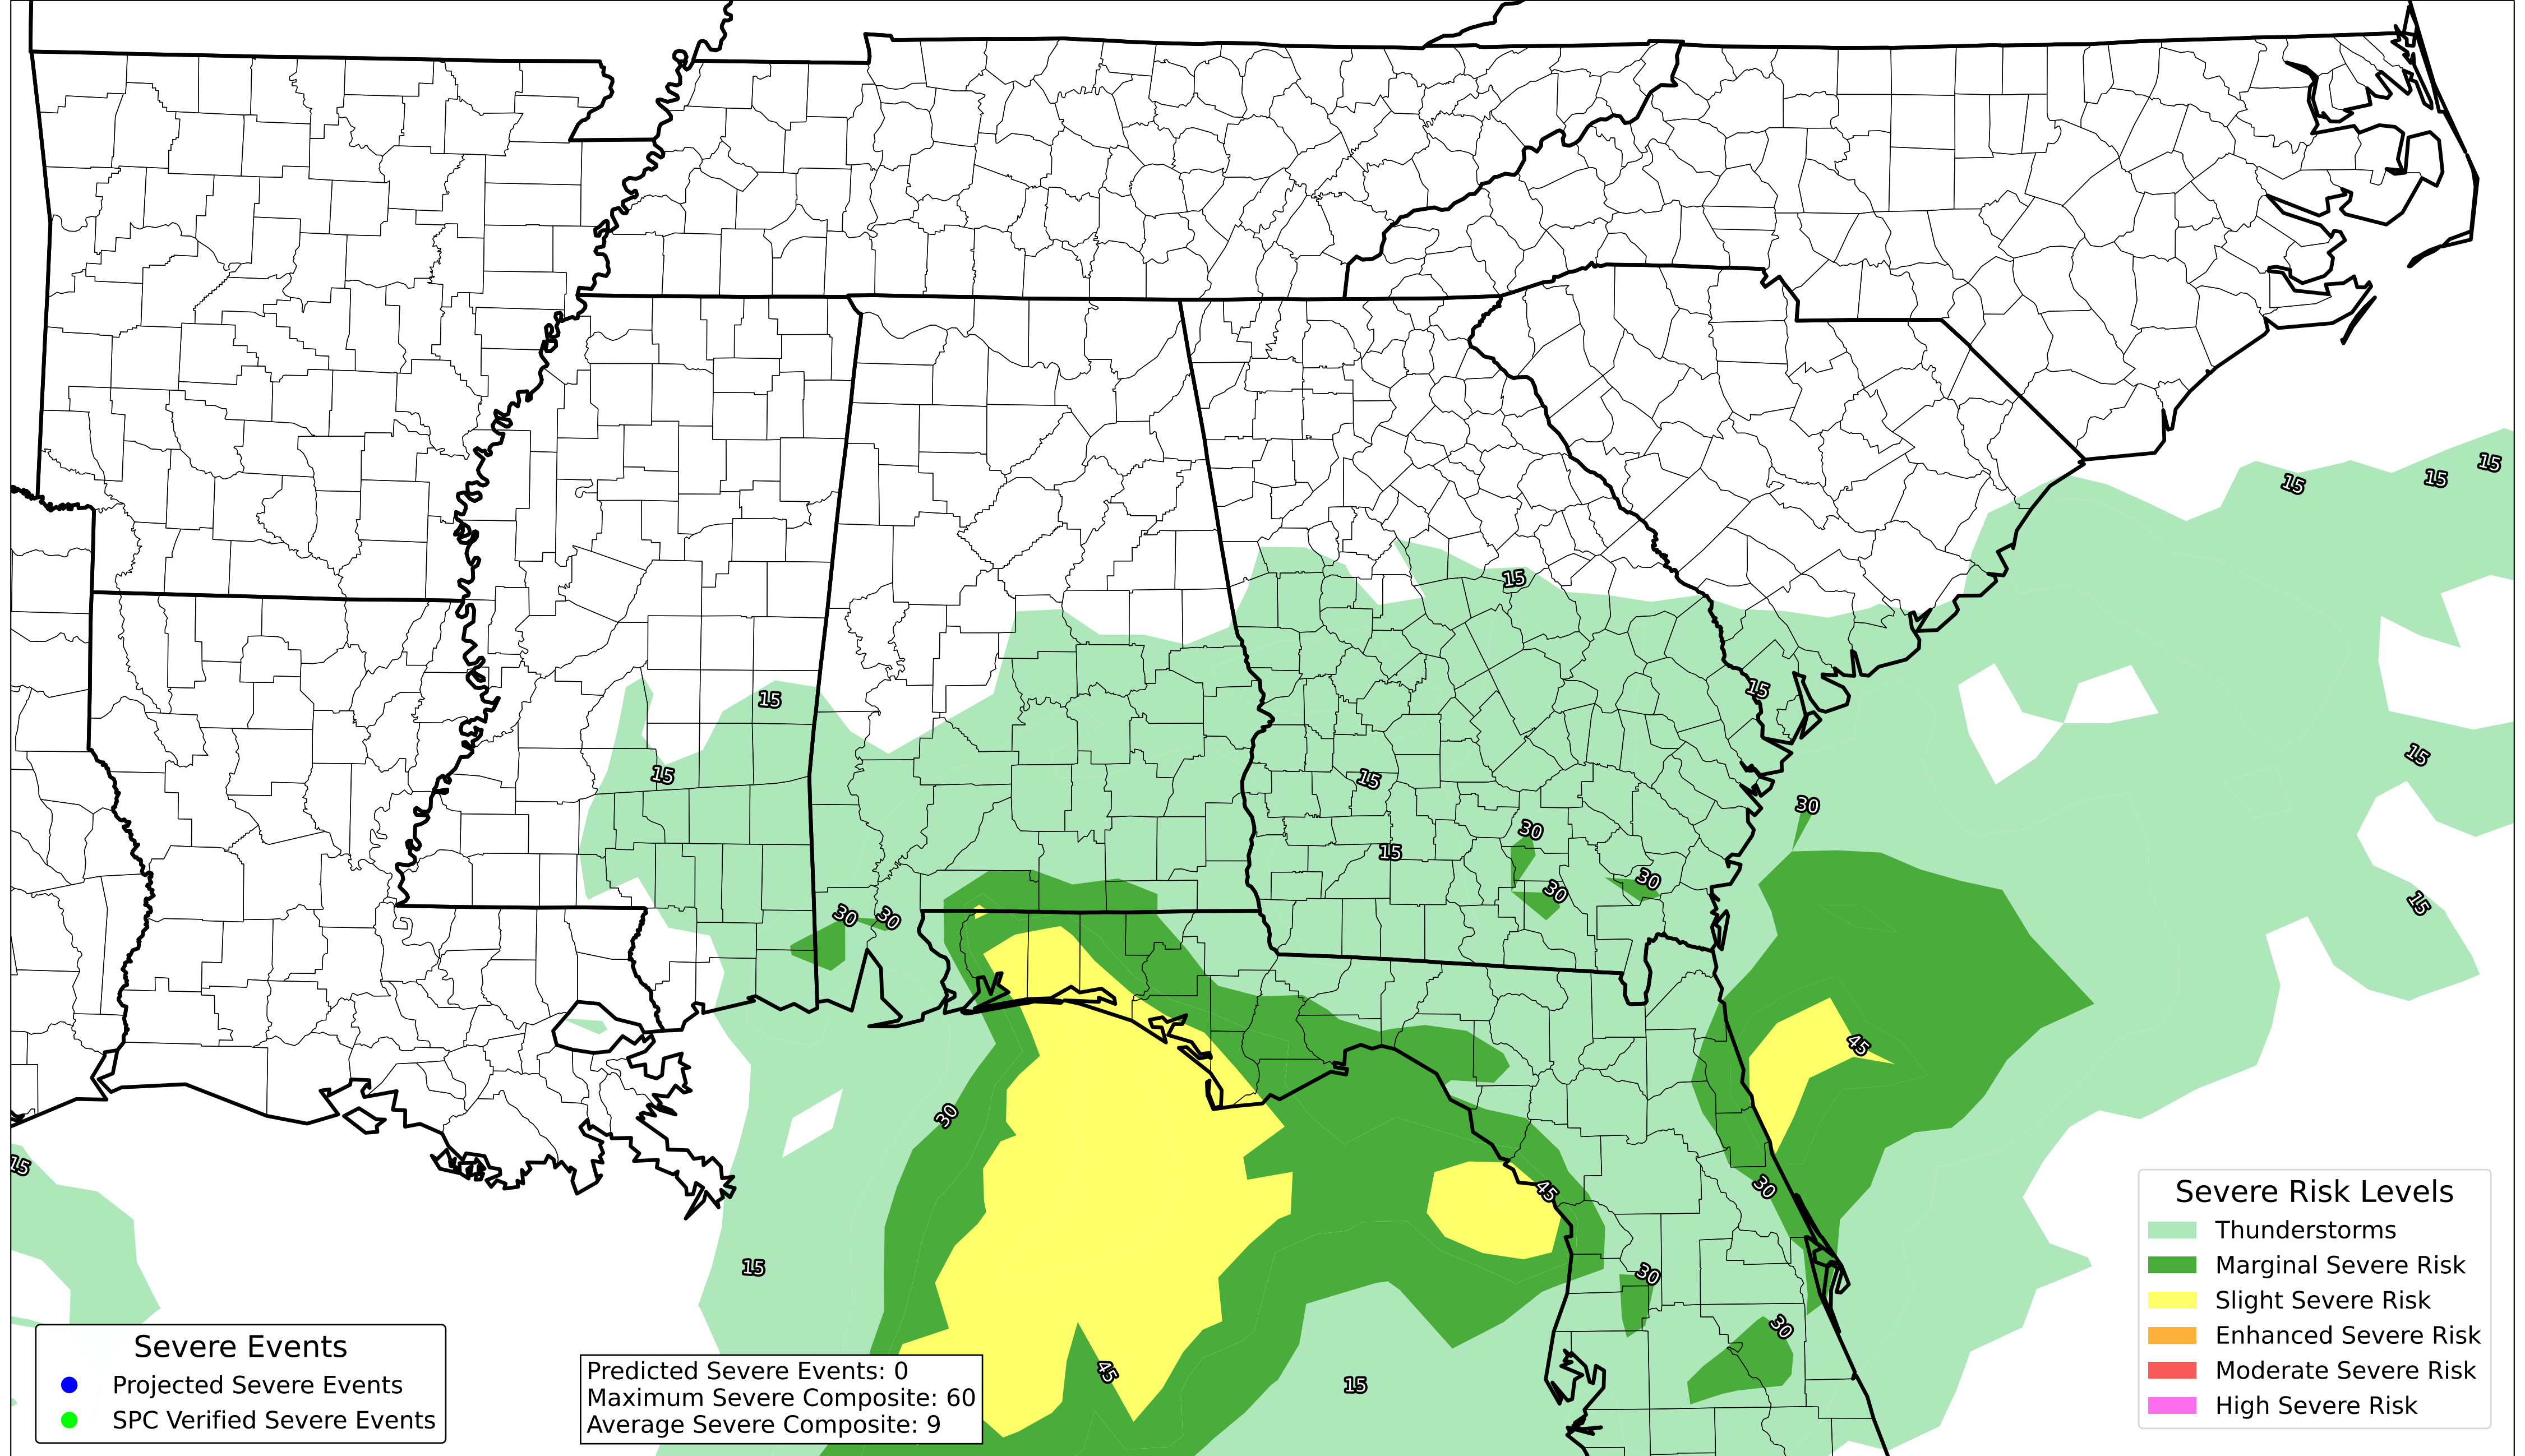 15
15
15
15
15
15
15
15
30
15
30
15
30
15
30
30
30
45
30
15
45
30
15
30
30
45
15
Severe Risk Levels
Thunderstorms
Marginal Severe Risk
Slight Severe Risk
Enhanced Severe Risk
Moderate Severe Risk
High Severe Risk
Severe Events
Projected Severe Events
SPC Verified Severe Events
Predicted Severe Events: 0
Maximum Severe Composite: 60
Average Severe Composite: 9